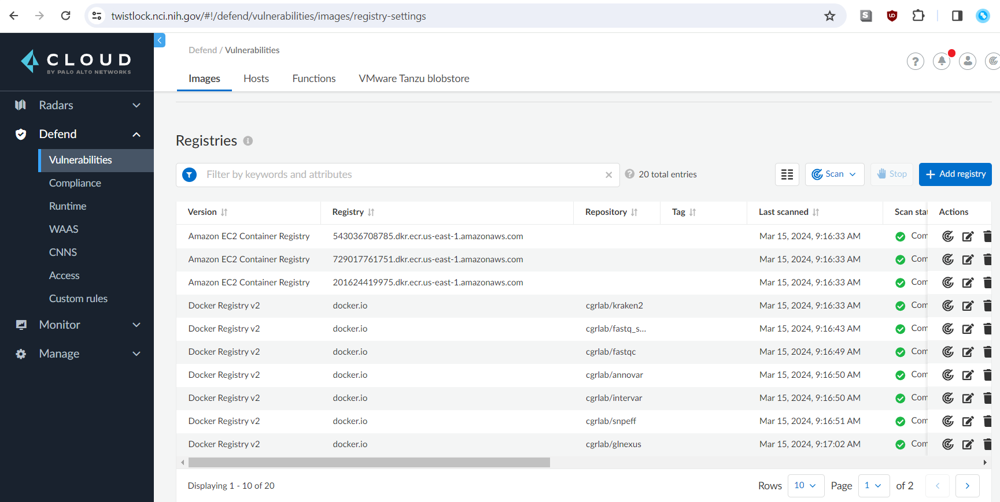 twistlock.nci.nih.gov/#!/defend/vulnerabilities/images/registry-settings
CLOUD
BY PALO ALTO NETWORKS
Radars
Defend
Vulnerabilities
Compliance
Runtime
WAAS
CNNS
Access
Custom rules
Monitor
Manage
Defend / Vulnerabilities
Images Hosts Functions VMware Tanzu blobstore
Registries
Filter by keywords and attributes
20 total entries
Scan
Stop
+ Add registry
Version Registry Repository Tag Last scanned Scan stat Actions
Amazon EC2 Container Registry 543036708785.dkr.ecr.us-east-1.amazonaws.com Mar 15, 2024, 9:16:33 AM Com
Amazon EC2 Container Registry 729017761751.dkr.ecr.us-east-1.amazonaws.com Mar 15, 2024, 9:16:33 AM Com
Amazon EC2 Container Registry 201624419975.dkr.ecr.us-east-1.amazonaws.com Mar 15, 2024, 9:16:33 AM Com
Docker Registry v2 docker.io cgrlab/kraken2 Mar 15, 2024, 9:16:33 AM Com
Docker Registry v2 docker.io cgrlab/fastq_s... Mar 15, 2024, 9:16:43 AM Com
Docker Registry v2 docker.io cgrlab/fastqc Mar 15, 2024, 9:16:49 AM Com
Docker Registry v2 docker.io cgrlab/annovar Mar 15, 2024, 9:16:50 AM Com
Docker Registry v2 docker.io cgrlab/intervar Mar 15, 2024, 9:16:50 AM Com
Docker Registry v2 docker.io cgrlab/snpeff Mar 15, 2024, 9:16:51 AM Com
Docker Registry v2 docker.io cgrlab/glnexus Mar 15, 2024, 9:17:02 AM Com
Displaying 1 - 10 of 20
Rows 10 Page 1 of 2